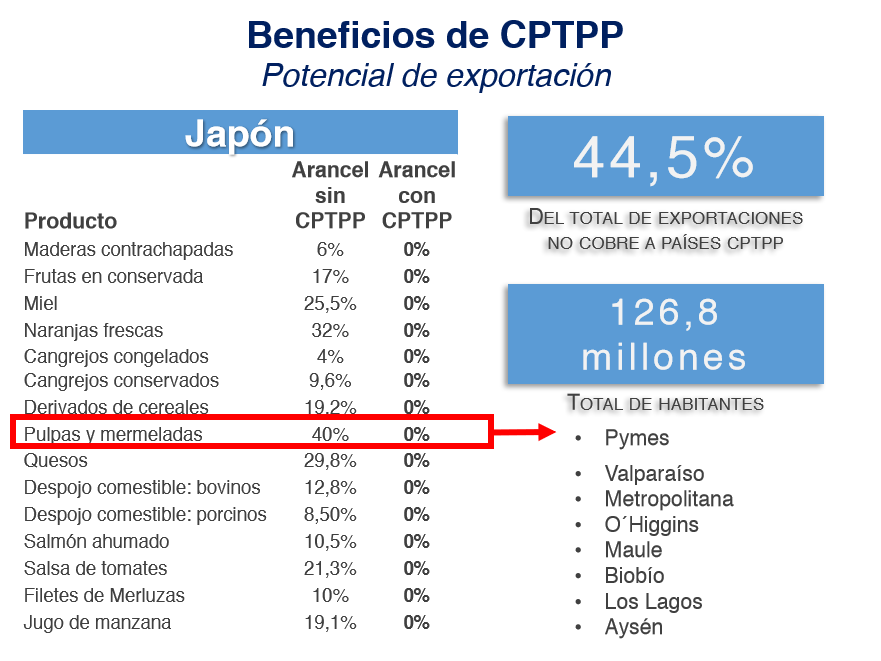 Beneficios de CPTPP
Potencial de exportación
Japón
Producto Arancel sin CPTPP Arancel con CPTPP
Maderas contrachapadas 6% 0%
Frutas en conservada 17% 0%
Miel 25,5% 0%
Naranjas frescas 32% 0%
Cangrejos congelados 4% 0%
Cangrejos conservados 9,6% 0%
Derivados de cereales 19,2% 0%
Pulpas y mermeladas 40% 0%
Quesos 29,8% 0%
Despojo comestible: bovinos 12,8% 0%
Despojo comestible: porcinos 8,50% 0%
Salmón ahumado 10,5% 0%
Salsa de tomates 21,3% 0%
Filetes de Merluzas 10% 0%
Jugo de manzana 19,1% 0%
44,5%
DEL TOTAL DE EXPORTACIONES
NO COBRE A PAÍSES CPTPP
126,8
millones
TOTAL DE HABITANTES
• Pymes
• Valparaíso
• Metropolitana
• O´Higgins
• Maule
• Biobío
• Los Lagos
• Aysén